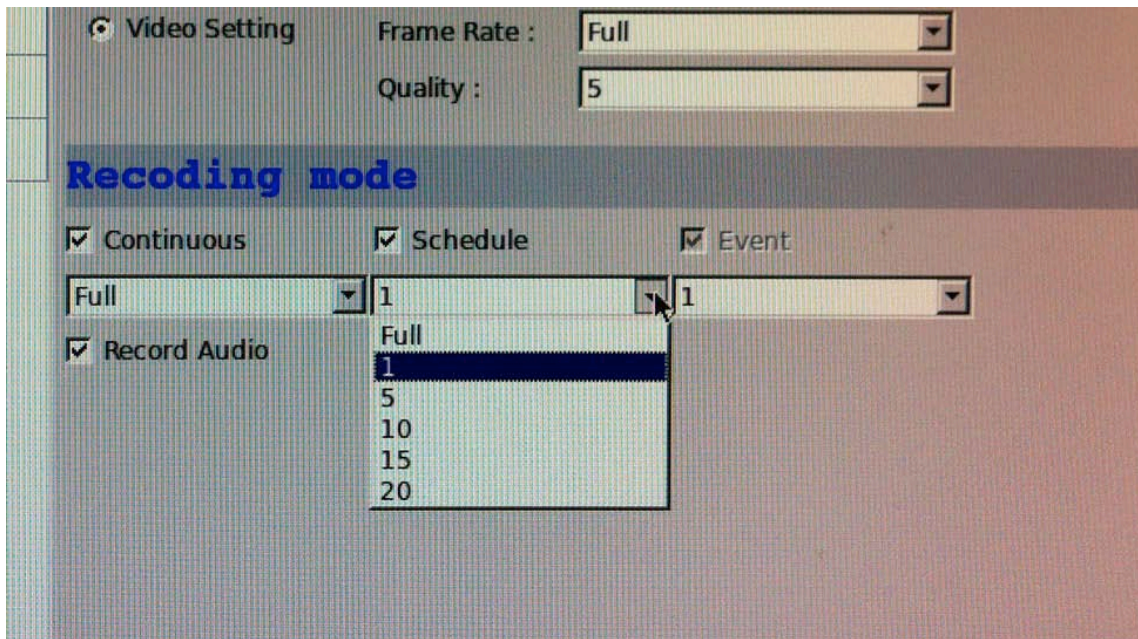 Video Setting
Frame Rate :
Full
Quality :
5
Recoding mode
Continuous
Schedule
Event
Full
1
1
Record Audio
Full
1
5
10
15
20